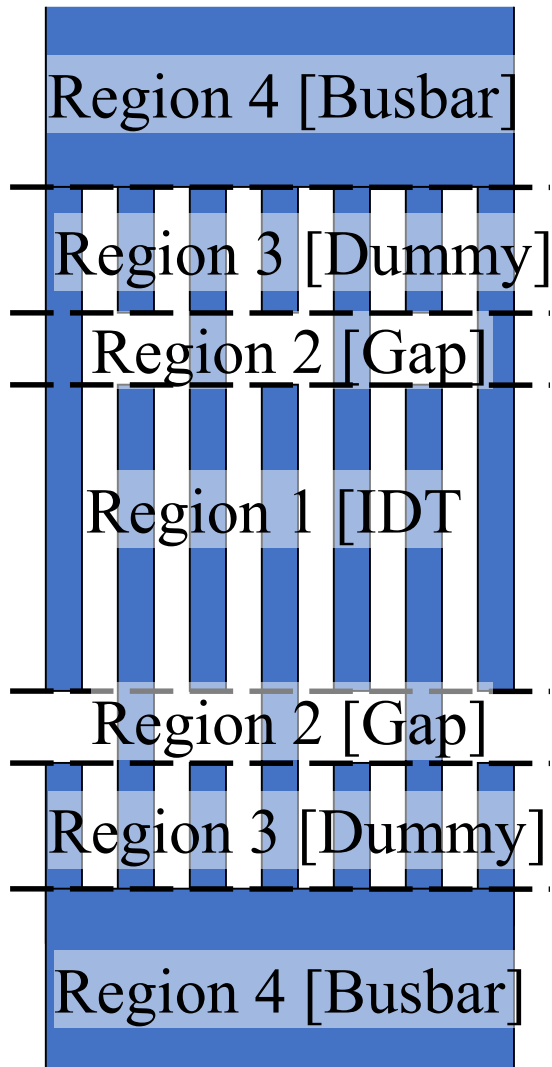 Region 4 [Busbar]
Region 3 [Dummy]
Region 2 [Gap]
Region 1 [IDT
Region 2 [Gap]
Region 3 [Dummy]
Region 4 [Busbar]